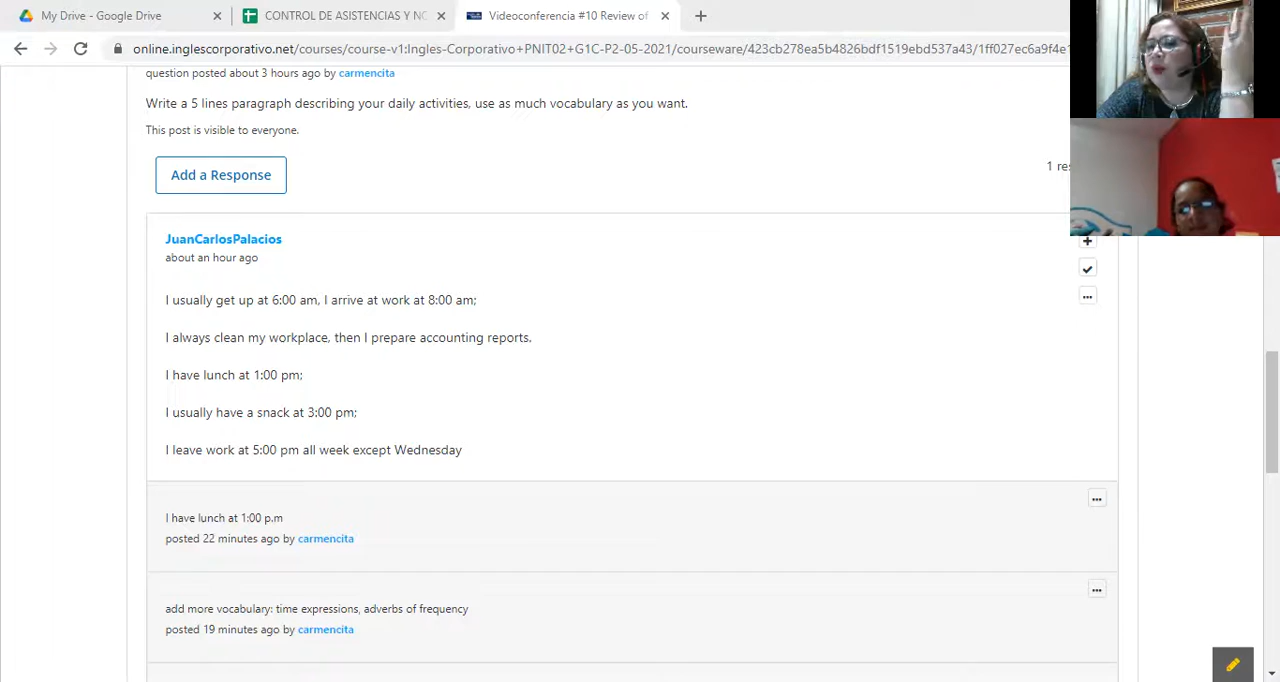 My Drive - Google Drive
CONTROL DE ASISTENCIAS Y NO
Videoconferencia #10 Review of
online.inglescorporativo.net/courses/course-v1:Ingles-Corporativo+PNIT02+G1C-P2-05-2021/courseware/423cb278ea5b4826bdf1519ebd537a43/1ff027ec6a9f4e1
question posted about 3 hours ago by carmencita
Write a 5 lines paragraph describing your daily activities, use as much vocabulary as you want.
This post is visible to everyone.
Add a Response
1 res
JuanCarlosPalacios
about an hour ago
I usually get up at 6:00 am, I arrive at work at 8:00 am;
I always clean my workplace, then I prepare accounting reports.
I have lunch at 1:00 pm;
I usually have a snack at 3:00 pm;
I leave work at 5:00 pm all week except Wednesday
I have lunch at 1:00 p.m
posted 22 minutes ago by carmencita
add more vocabulary: time expressions, adverbs of frequency
posted 19 minutes ago by carmencita